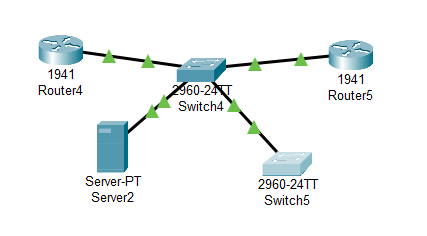 1941
Router4
2960-24TT
Switch4
1941
Router5
Server-PT
Server2
2960-24TT
Switch5